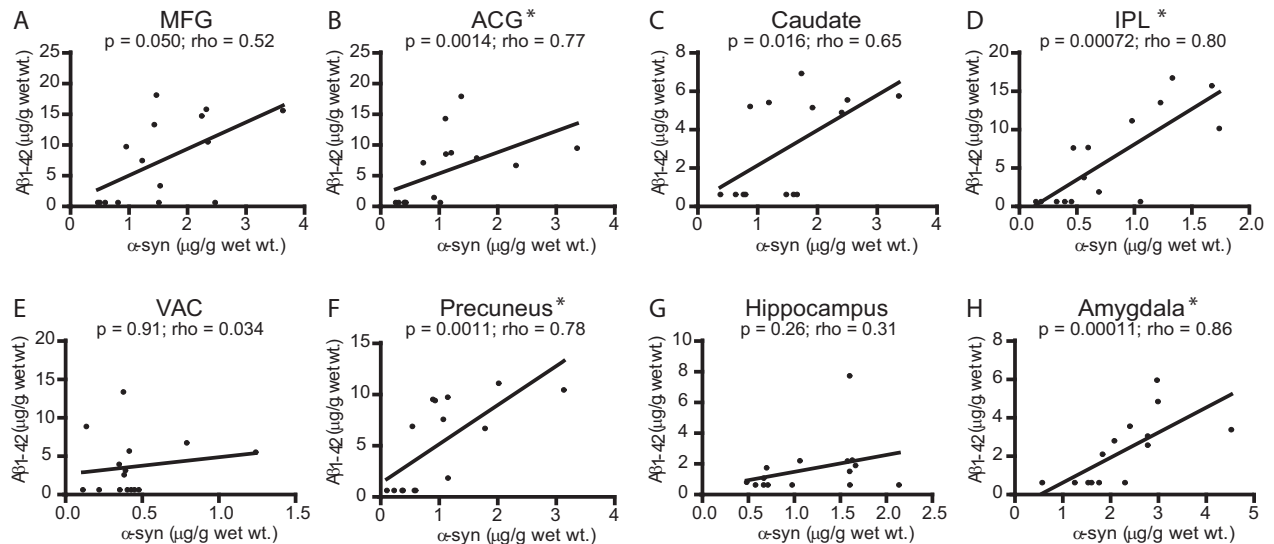 A MFG
p = 0.050; rho = 0.52
Aβ1-42 (μg/g. wet wt.)
25
20
15
10
5
0
0 1 2 3 4
α-syn (μg/g wet wt.)
B ACG *
p = 0.0014; rho = 0.77
Aβ1-42 (μg/g. wet wt.)
25
20
15
10
5
0
0 1 2 3 4
α-syn (μg/g wet wt.)
C Caudate
p = 0.016; rho = 0.65
Aβ1-42 (μg/g. wet wt.)
8
6
4
2
0
0 1 2 3 4
α-syn (μg/g wet wt.)
D IPL *
p = 0.00072; rho = 0.80
Aβ1-42 (μg/g. wet wt.)
25
20
15
10
5
0
0.0 0.5 1.0 1.5 2.0
α-syn (μg/g wet wt.)
E VAC
p = 0.91; rho = 0.034
Aβ1-42 (μg/g. wet wt.)
20
15
10
5
0
0.0 0.5 1.0 1.5
α-syn (μg/g wet wt.)
F Precuneus *
p = 0.0011; rho = 0.78
Aβ1-42 (μg/g. wet wt.)
15
10
5
0
0 1 2 3 4
α-syn (μg/g wet wt.)
G Hippocampus
p = 0.26; rho = 0.31
Aβ1-42 (μg/g. wet wt.)
10
8
6
4
2
0
0.0 0.5 1.0 1.5 2.0 2.5
α-syn (μg/g wet wt.)
H Amygdala *
p = 0.00011; rho = 0.86
Aβ1-42 (μg/g. wet wt.)
8
6
4
2
0
0 1 2 3 4 5
α-syn (μg/g wet wt.)